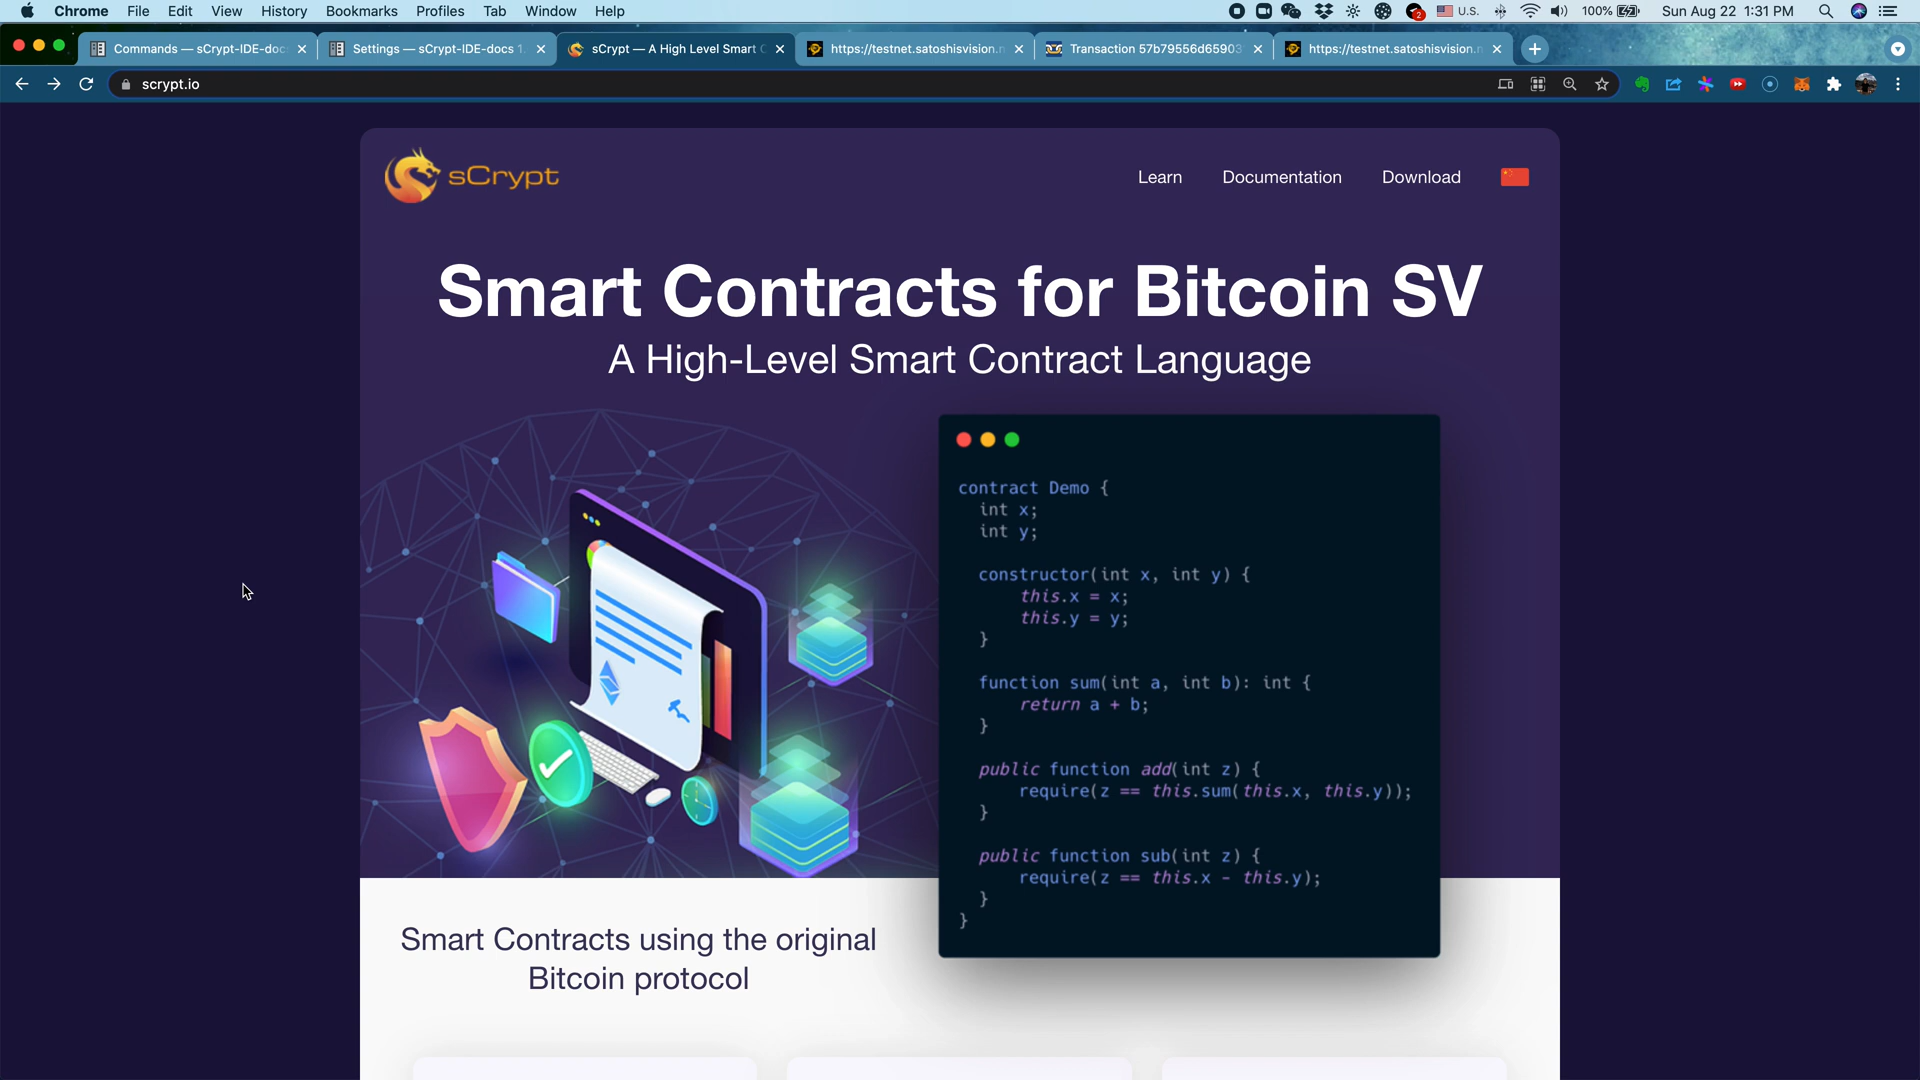 Chrome File Edit View History Bookmarks Profiles Tab Window Help
2 U.S. 100% Sun Aug 22 1:31 PM
Commands — sCrypt-IDE-doc
Settings — sCrypt-IDE-docs 1.
sCrypt — A High Level Smart C
https://testnet.satoshisvision.n
Transaction 57b79556d65903
https://testnet.satoshisvision.n
scrypt.io
sCrypt
Learn Documentation Download
Smart Contracts for Bitcoin SV
A High-Level Smart Contract Language
contract Demo {
int x;
int y;
constructor(int x, int y) {
this.x = x;
this.y = y;
}
function sum(int a, int b): int {
return a + b;
}
public function add(int z) {
require(z == this.sum(this.x, this.y));
}
public function sub(int z) {
require(z == this.x - this.y);
}
}
Smart Contracts using the original
Bitcoin protocol